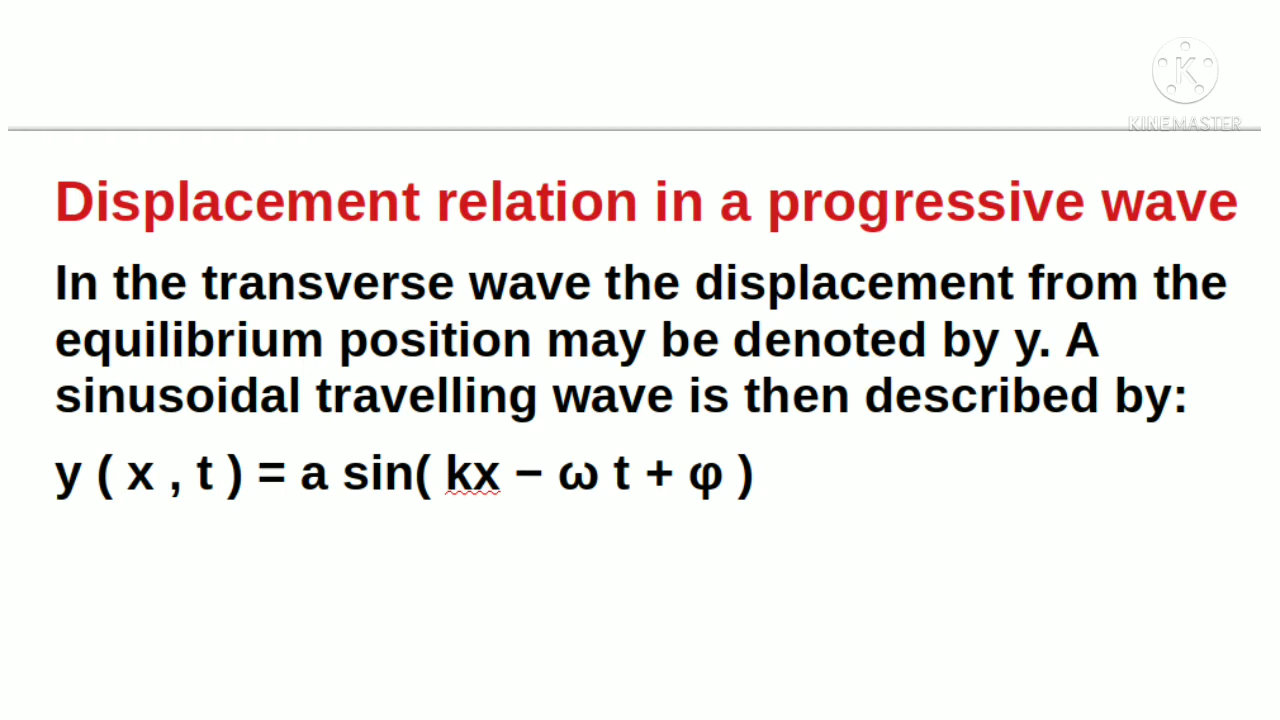 K
KINEMASTER
Displacement relation in a progressive wave
In the transverse wave the displacement from the
equilibrium position may be denoted by y. A
sinusoidal travelling wave is then described by:
y ( x , t ) = a sin( kx − ω t + φ )